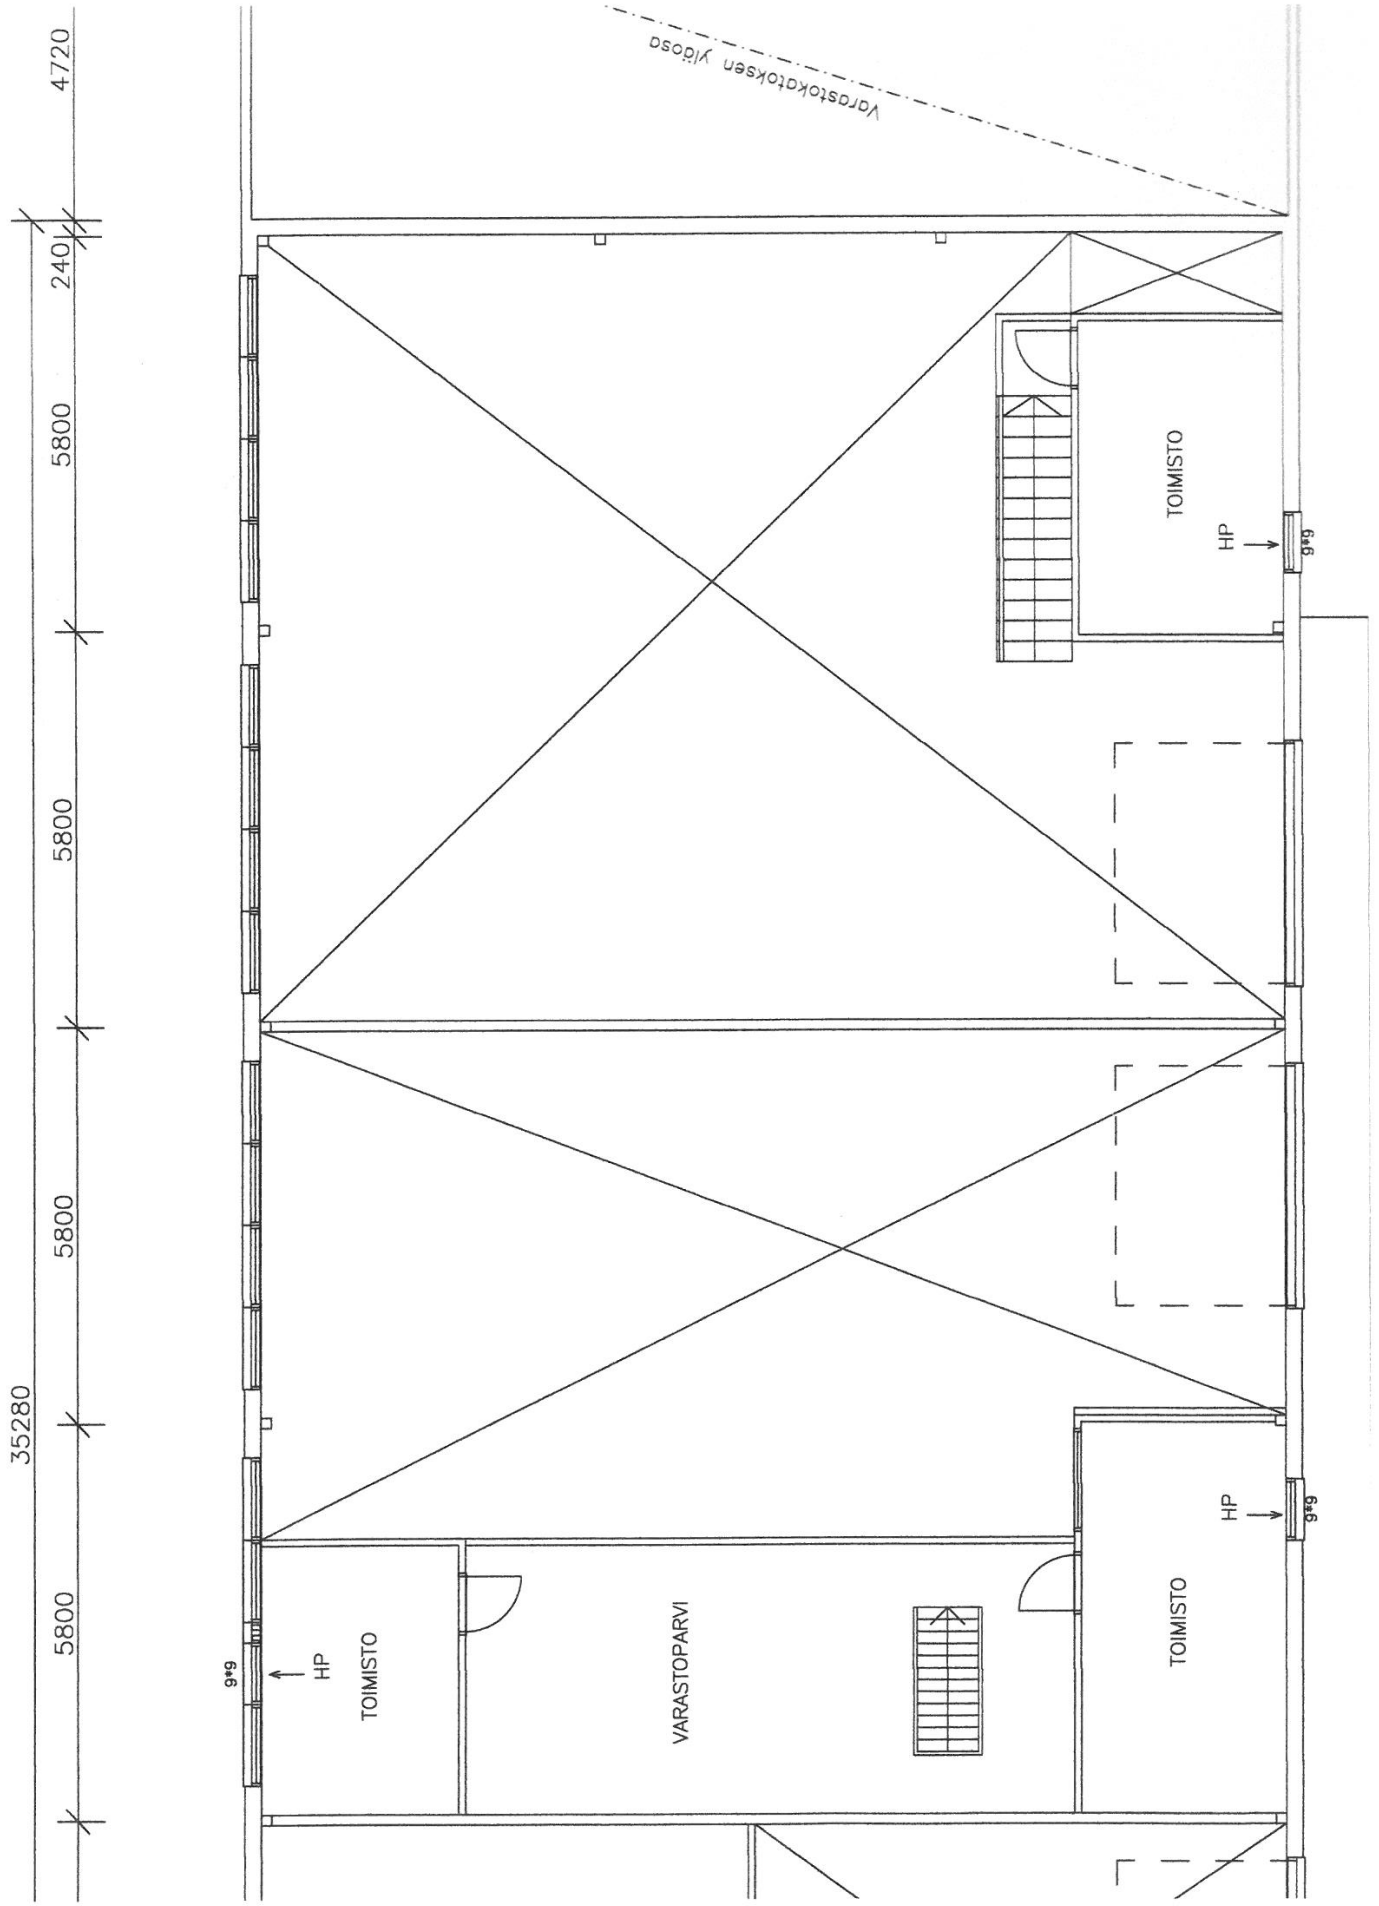 4720
240
5800
5800
5800
5800
35280
Varastokatoksen yläosa
TOIMISTO
HP
9*9
HP
9*9
TOIMISTO
VARASTOPARVI
TOIMISTO
HP
9*9